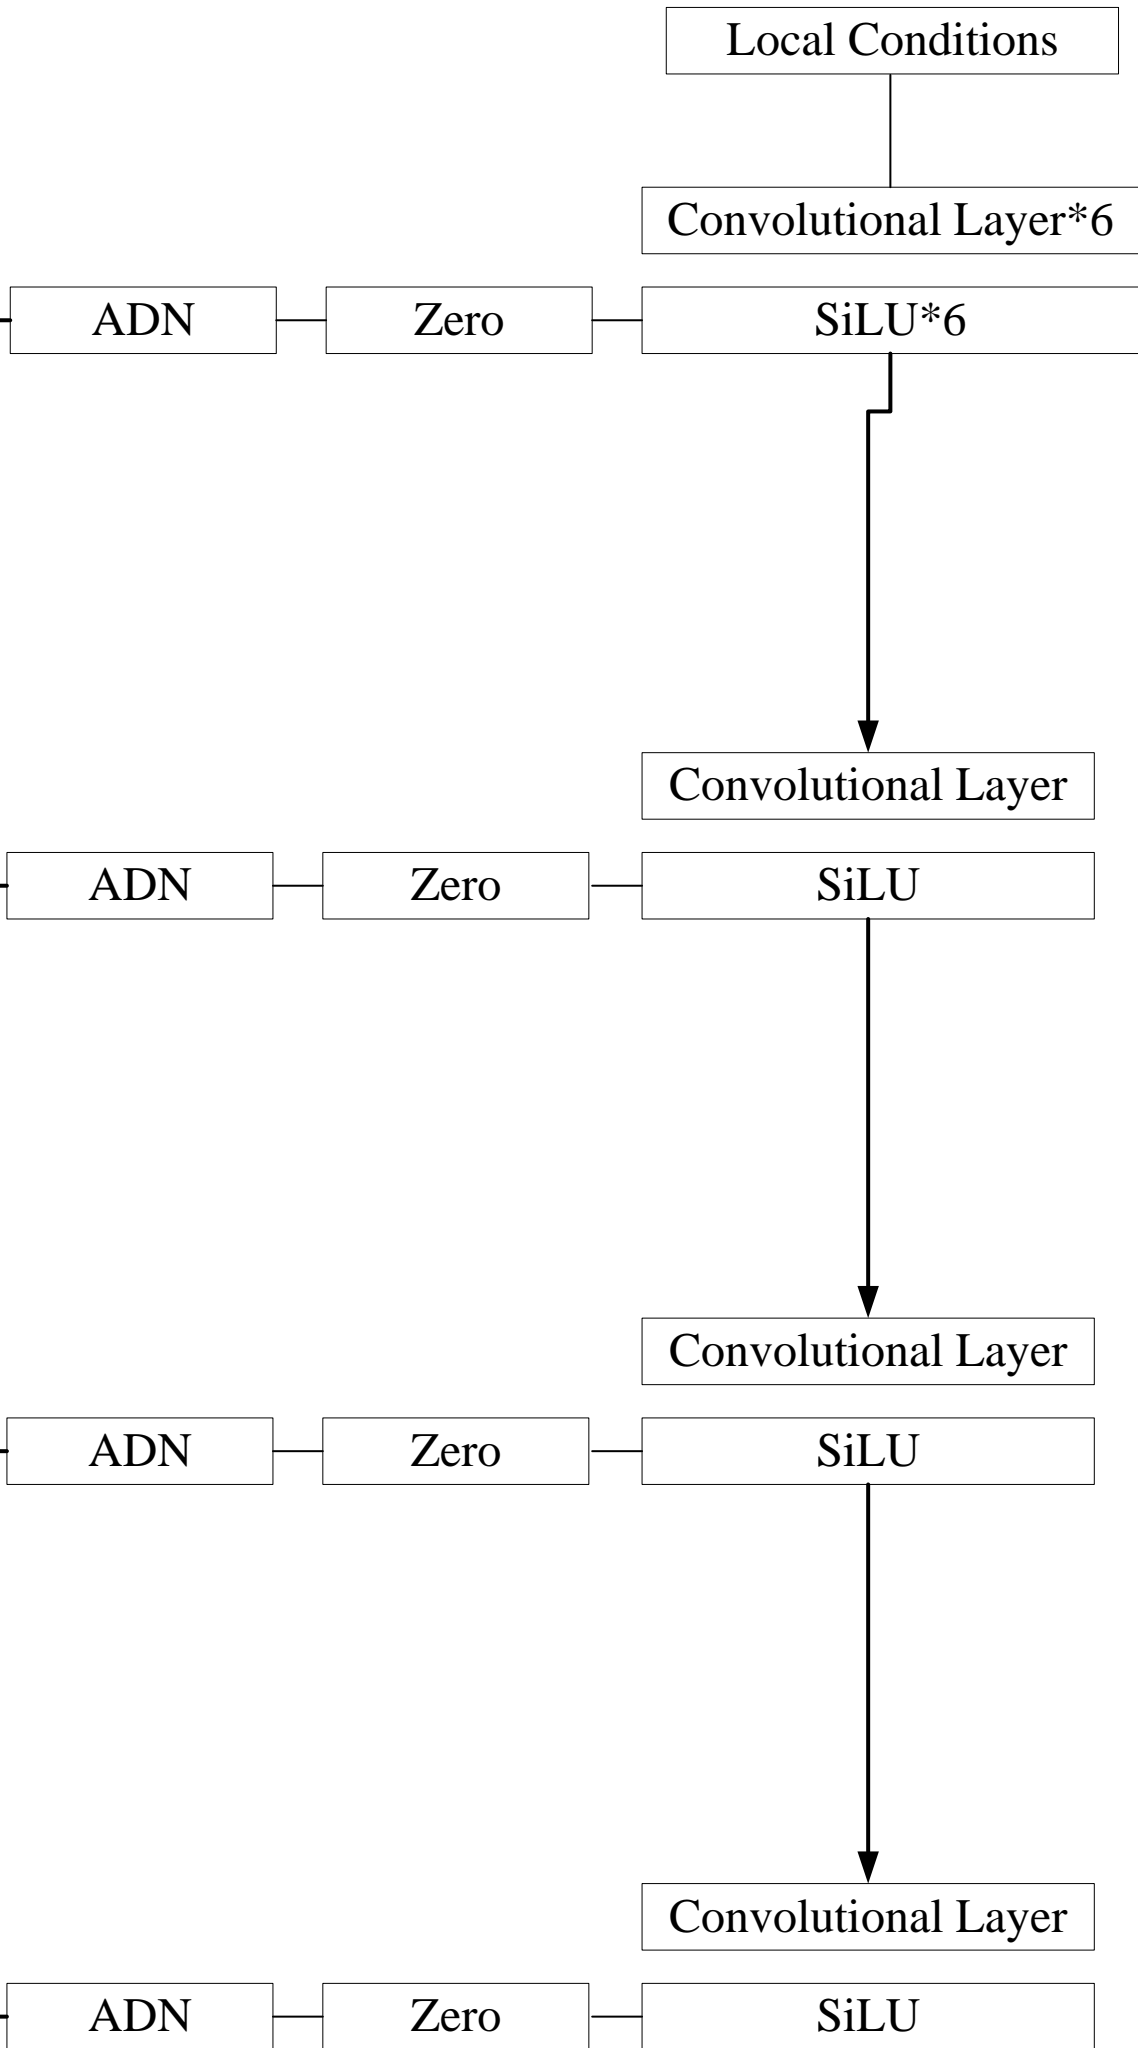 Local Conditions
Convolutional Layer*6
ADN Zero SiLU*6
Convolutional Layer
ADN Zero SiLU
Convolutional Layer
ADN Zero SiLU
Convolutional Layer
ADN Zero SiLU